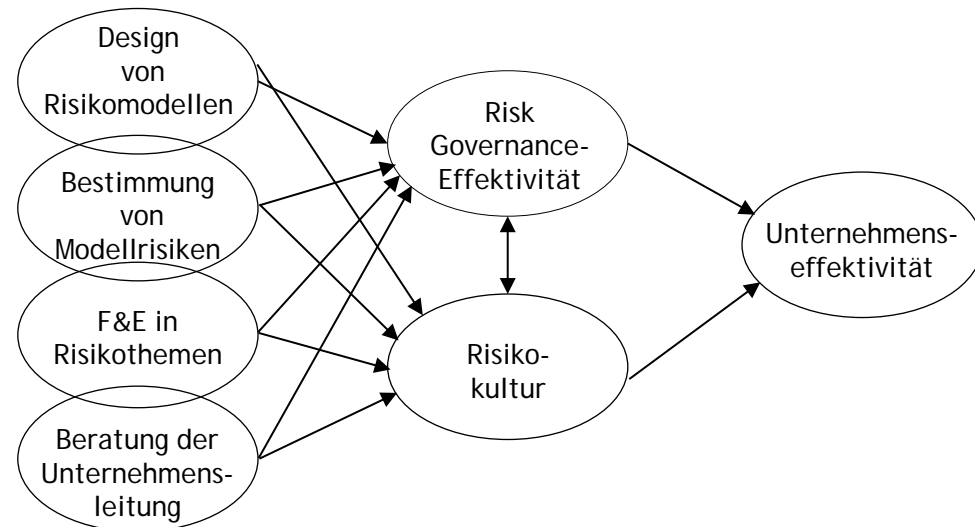 Design
von
Risikomodellen
Bestimmung
von
Modellrisiken
F&E in
Risikothemen
Beratung der
Unternehmens-
leitung
Risk
Governance-
Effektivität
Risiko-
kultur
Unternehmens-
effektivität